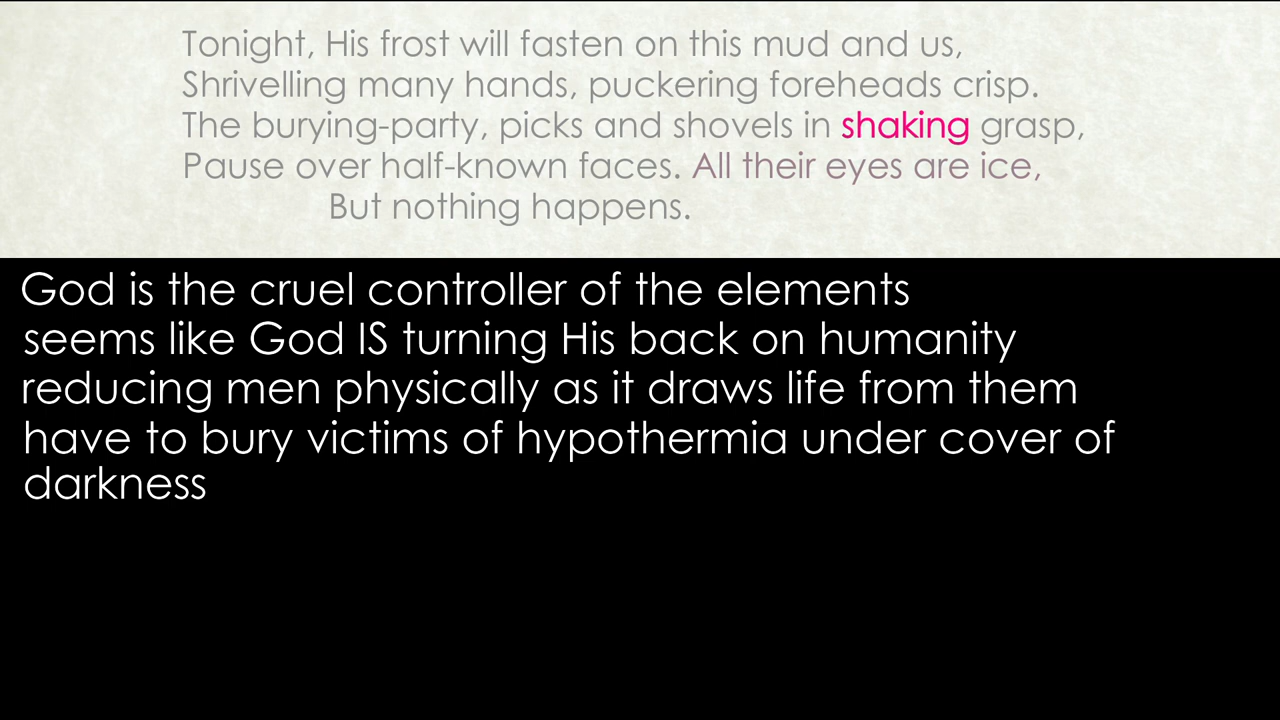 Tonight, His frost will fasten on this mud and us,
Shrivelling many hands, puckering foreheads crisp.
The burying-party, picks and shovels in shaking grasp,
Pause over half-known faces. All their eyes are ice,
But nothing happens.
God is the cruel controller of the elements
seems like God IS turning His back on humanity
reducing men physically as it draws life from them
have to bury victims of hypothermia under cover of
darkness